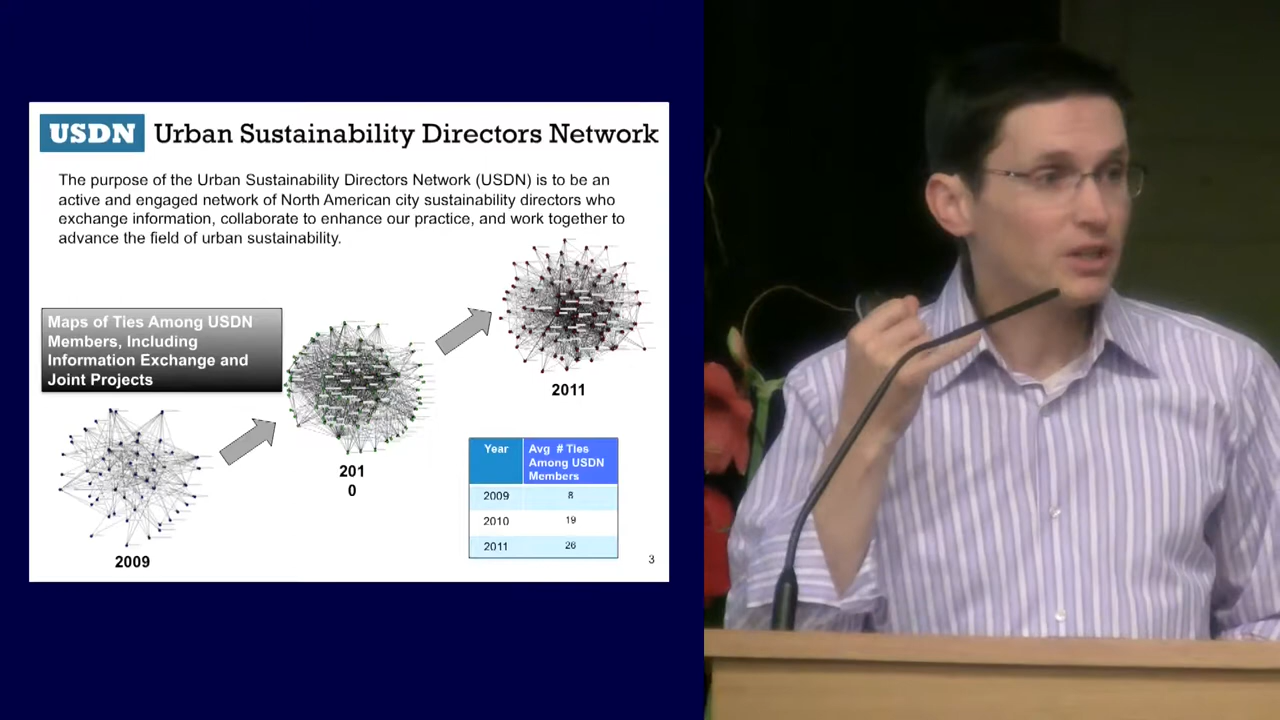 USDN Urban Sustainability Directors Network
The purpose of the Urban Sustainability Directors Network (USDN) is to be an
active and engaged network of North American city sustainability directors who
exchange information, collaborate to enhance our practice, and work together to
advance the field of urban sustainability.
Maps of Ties Among USDN
Members, Including
Information Exchange and
Joint Projects
2009
201
0
2011
Year
Avg # Ties
Among USDN
Members
2009 8
2010 19
2011 26
3